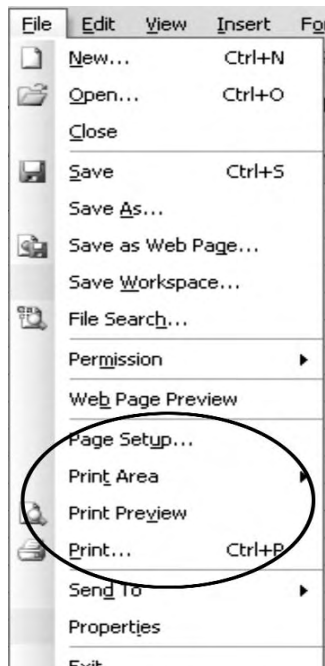 File Edit View Insert Fo
New... Ctrl+N
Open... Ctrl+O
Close
Save Ctrl+S
Save As...
Save as Web Page...
Save Workspace...
File Search...
Permission
Web Page Preview
Page Setup...
Print Area
Print Preview
Print... Ctrl+P
Send To
Properties
Exit